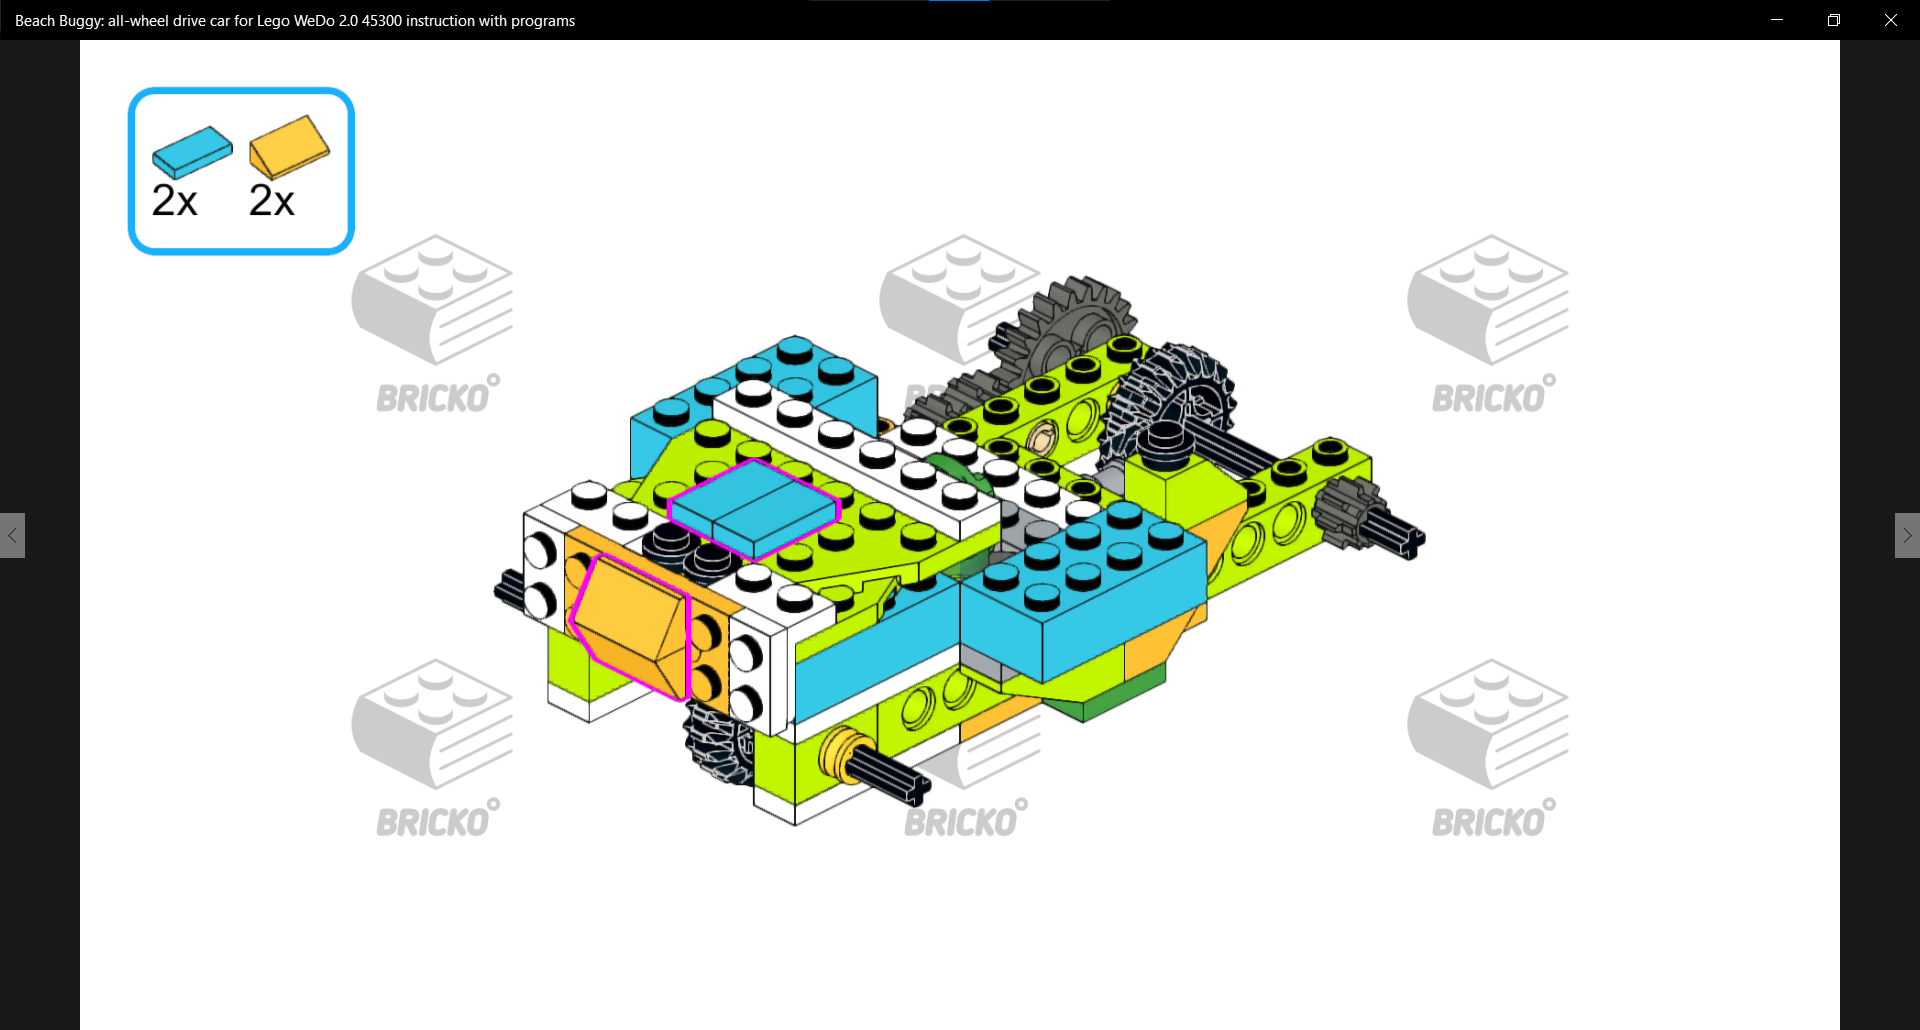 Beach Buggy: all-wheel drive car for Lego WeDo 2.0 45300 instruction with programs
2x 2x
BRICKO
BR
BRICKO
BRICKO
BRICKO
BRICKO